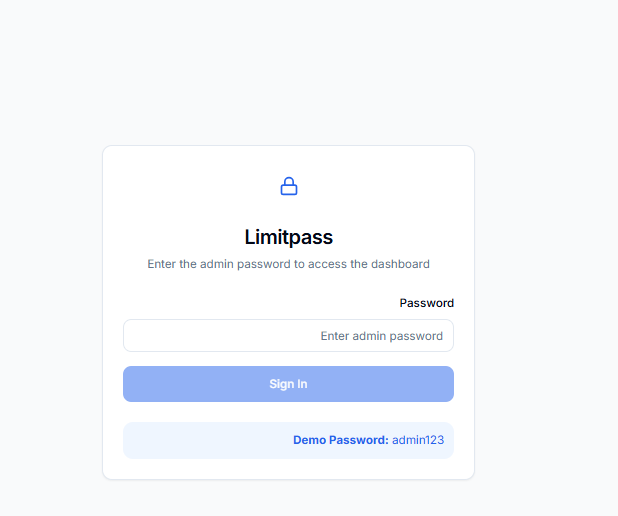 Limitpass
Enter the admin password to access the dashboard
Password
Enter admin password
Sign In
Demo Password: admin123